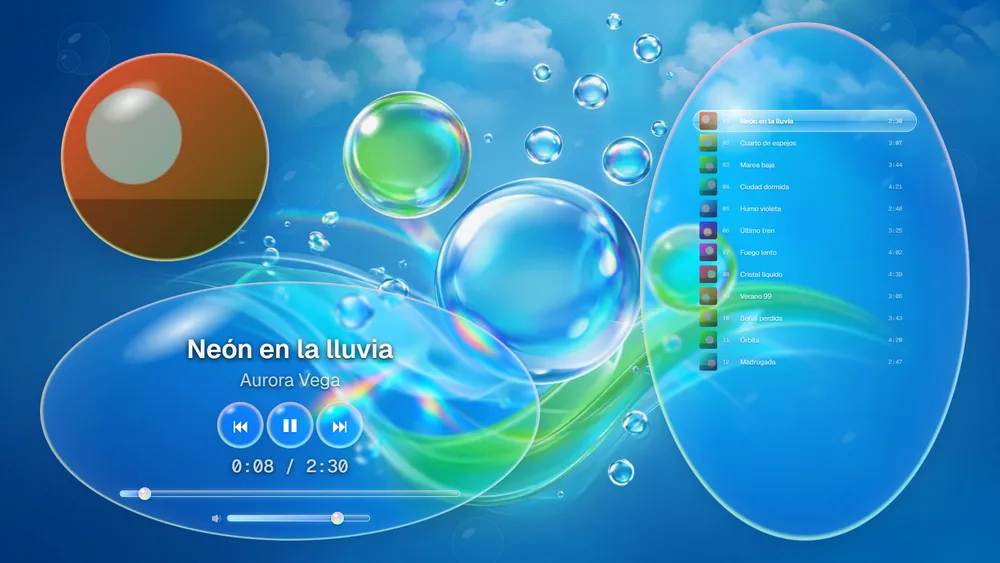 Neón en la lluvia
Aurora Vega
0:08 / 2:30
Neón en la lluvia 2:30
02 Cuarto de espejos 3:07
03 Marea baja 3:44
04 Ciudad dormida 4:21
05 Humo violeta 2:48
06 Último tren 3:25
07 Fuego lento 4:02
08 Cristal líquido 4:39
Verano 99 3:06
10 Señal perdida 3:43
11 Órbita 4:20
12 Madrugada 2:47